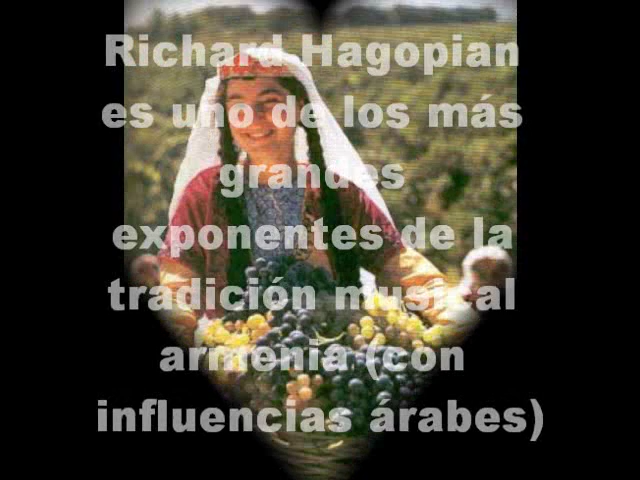 Richard Hagopian
es uno de los más
grandes
exponentes de la
tradición musical
armenia (con
influencias árabes)